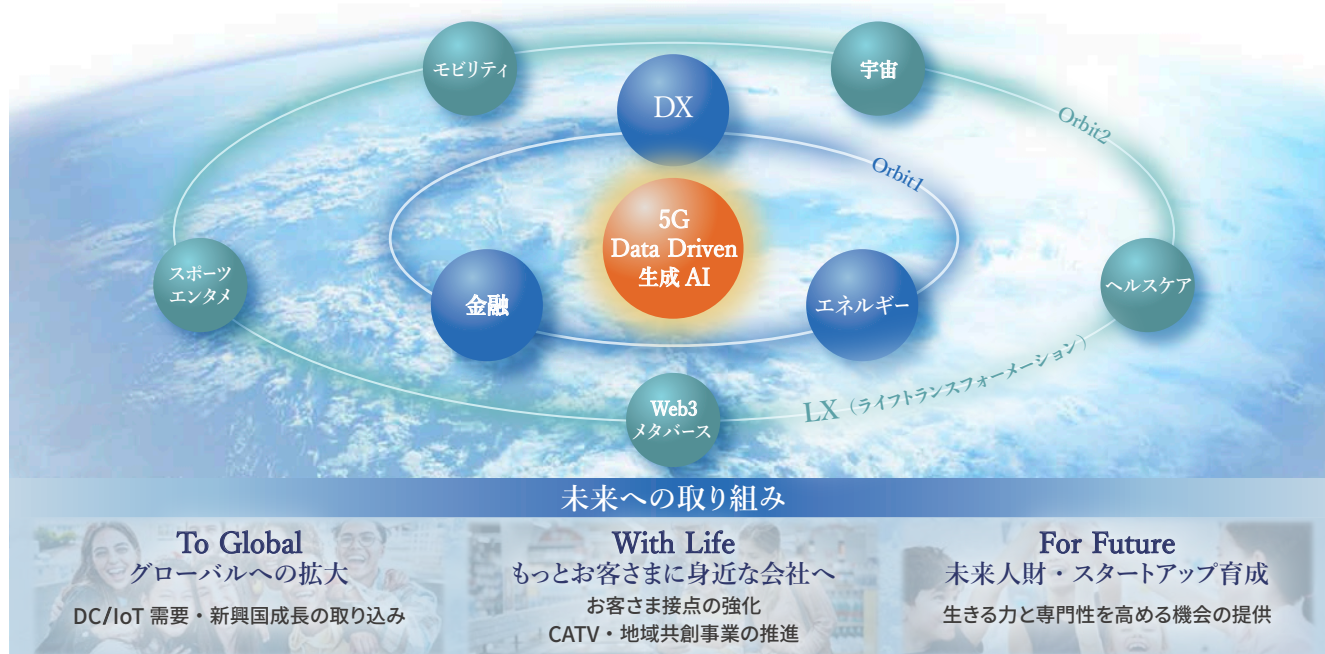 モビリティ
宇宙
DX
Orbit2
Orbit1
5G
Data Driven
生成 AI
スポーツ
エンタメ
金融
エネルギー
ヘルスケア
Web3
メタバース
LX（ライフトランスフォーメーション）
未来への取り組み
To Global
グローバルへの拡大
DC/IoT 需要・新興国成長の取り込み
With Life
もっとお客さまに身近な会社へ
お客さま接点の強化
CATV・地域共創事業の推進
For Future
未来人財・スタートアップ育成
生きる力と専門性を高める機会の提供